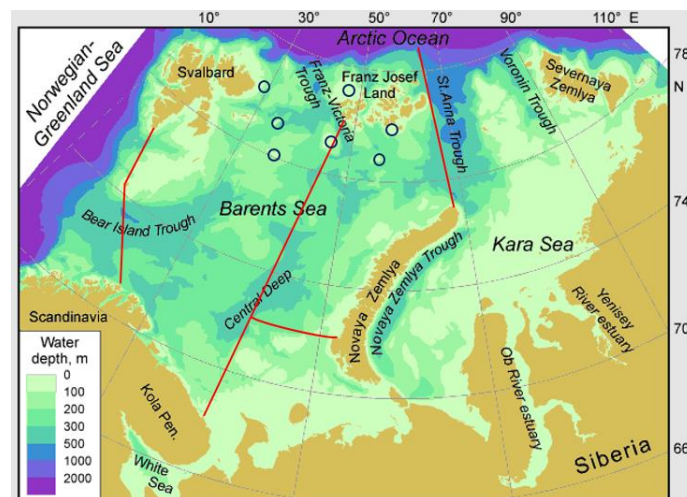 10°
30°
40°
50°
70°
90°
110° E
Arctic Ocean
78°
N
Norwegian-
Greenland Sea
Svalbard
Franz-Victoria
Trough
Franz Josef
Land
St.Anna Trough
Voronin Trough
Severnaya
Zemlya
74°
Bear Island Trough
Barents Sea
Kara Sea
Central Deep
Novaya Zemlya
Novaya Zemlya Trough
Yenisey
River estuary
70°
Scandinavia
Ob River estuary
Water
depth, m
0
100
200
300
500
1000
2000
Kola Pen.
White
Sea
Siberia
66°